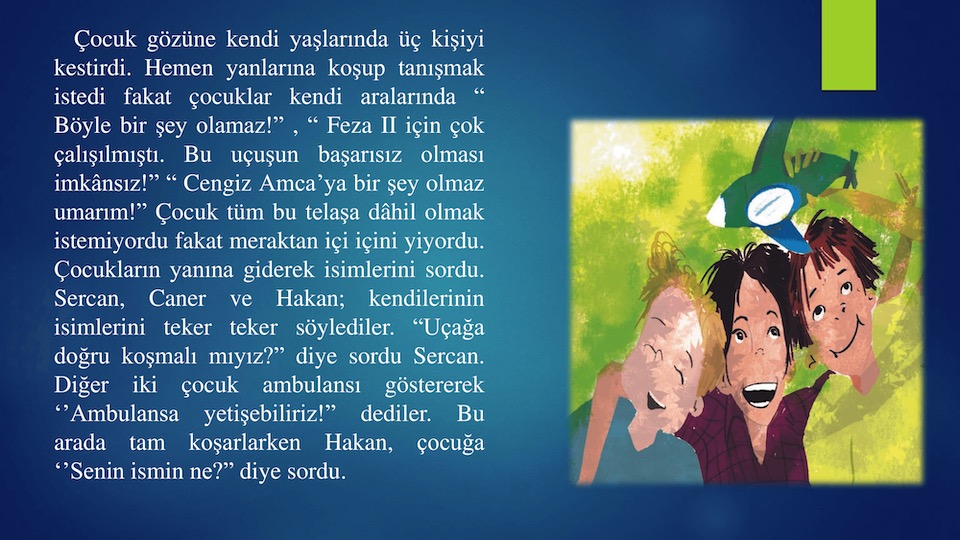 Çocuk gözüne kendi yaşlarında üç kişiyi
kestirdi. Hemen yanlarına koşup tanışmak
istedi fakat çocuklar kendi aralarında “
Böyle bir şey olamaz!” , “ Feza II için çok
çalışılmıştı. Bu uçuşun başarısız olması
imkânsız!” “ Cengiz Amca’ya bir şey olmaz
umarım!” Çocuk tüm bu telaşa dâhil olmak
istemiyordu fakat meraktan içi içini yiyordu.
Çocukların yanına giderek isimlerini sordu.
Sercan, Caner ve Hakan; kendilerinin
isimlerini teker teker söylediler. “Uçağa
doğru koşmalı mıyız?” diye sordu Sercan.
Diğer iki çocuk ambulansı göstererek
‘’Ambulansa yetişebiliriz!” dediler. Bu
arada tam koşarlarken Hakan, çocuğa
‘’Senin ismin ne?” diye sordu.